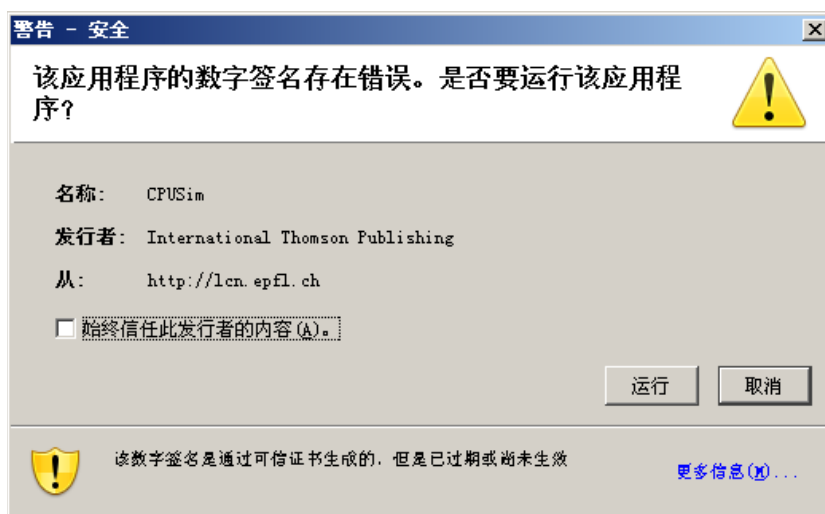 警告 - 安全
该应用程序的数字签名存在错误。是否要运行该应用程
序?
名称: CPUSim
发行者: International Thomson Publishing
从: http://lcn.epfl.ch
始终信任此发行者的内容(A)。
运行 取消
该数字签名是通过可信证书生成的, 但是已过期或尚未生效
更多信息(M)...